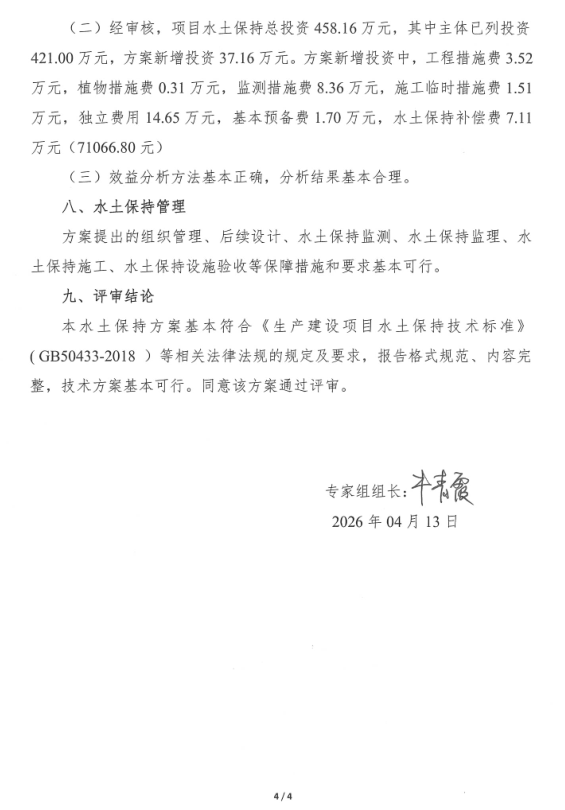 （二）经审核，项目水土保持总投资 458.16 万元，其中主体已列投资
421.00 万元，方案新增投资 37.16 万元。方案新增投资中，工程措施费 3.52
万元，植物措施费 0.31 万元，监测措施费 8.36 万元，施工临时措施费 1.51
万元，独立费用 14.65 万元，基本预备费 1.70 万元，水土保持补偿费 7.11
万元（71066.80 元）
（三）效益分析方法基本正确，分析结果基本合理。
八、水土保持管理
方案提出的组织管理、后续设计、水土保持监测、水土保持监理、水
土保持施工、水土保持设施验收等保障措施和要求基本可行。
九、评审结论
本水土保持方案基本符合《生产建设项目水土保持技术标准》
( GB50433-2018 ）等相关法律法规的规定及要求，报告格式规范、内容完
整，技术方案基本可行。同意该方案通过评审。
专家组组长：牛青霞
2026 年 04 月 13 日
4 / 4